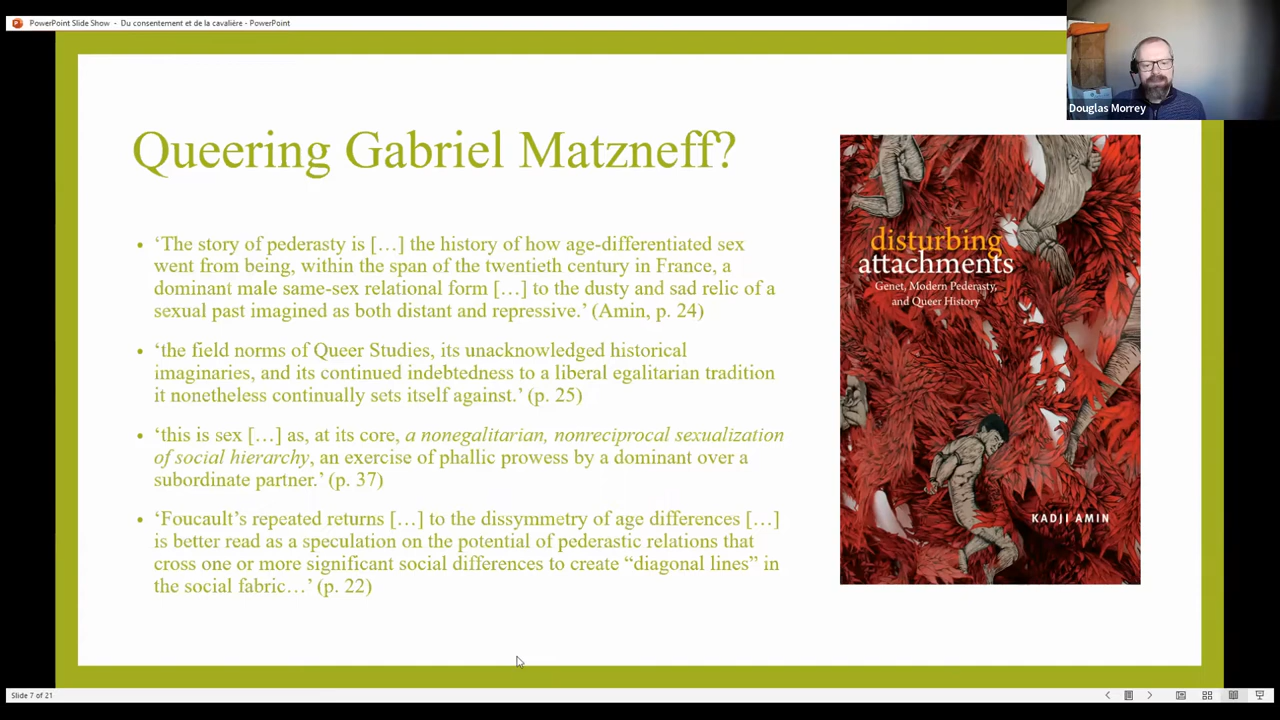 PowerPoint Slide Show - Du consentement et de la cavalière - PowerPoint
Douglas Morrey
Queering Gabriel Matzneff?
• ‘The story of pederasty is […] the history of how age-differentiated sex
went from being, within the span of the twentieth century in France, a
dominant male same-sex relational form […] to the dusty and sad relic of a
sexual past imagined as both distant and repressive.’ (Amin, p. 24)
• ‘the field norms of Queer Studies, its unacknowledged historical
imaginaries, and its continued indebtedness to a liberal egalitarian tradition
it nonetheless continually sets itself against.’ (p. 25)
• ‘this is sex […] as, at its core, a nonegalitarian, nonreciprocal sexualization
of social hierarchy, an exercise of phallic prowess by a dominant over a
subordinate partner.’ (p. 37)
• ‘Foucault’s repeated returns […] to the dissymmetry of age differences […]
is better read as a speculation on the potential of pederastic relations that
cross one or more significant social differences to create “diagonal lines” in
the social fabric…’ (p. 22)
disturbing
attachments
Genet, Modern Pederasty,
and Queer History
KADJI AMIN
Slide 7 of 21